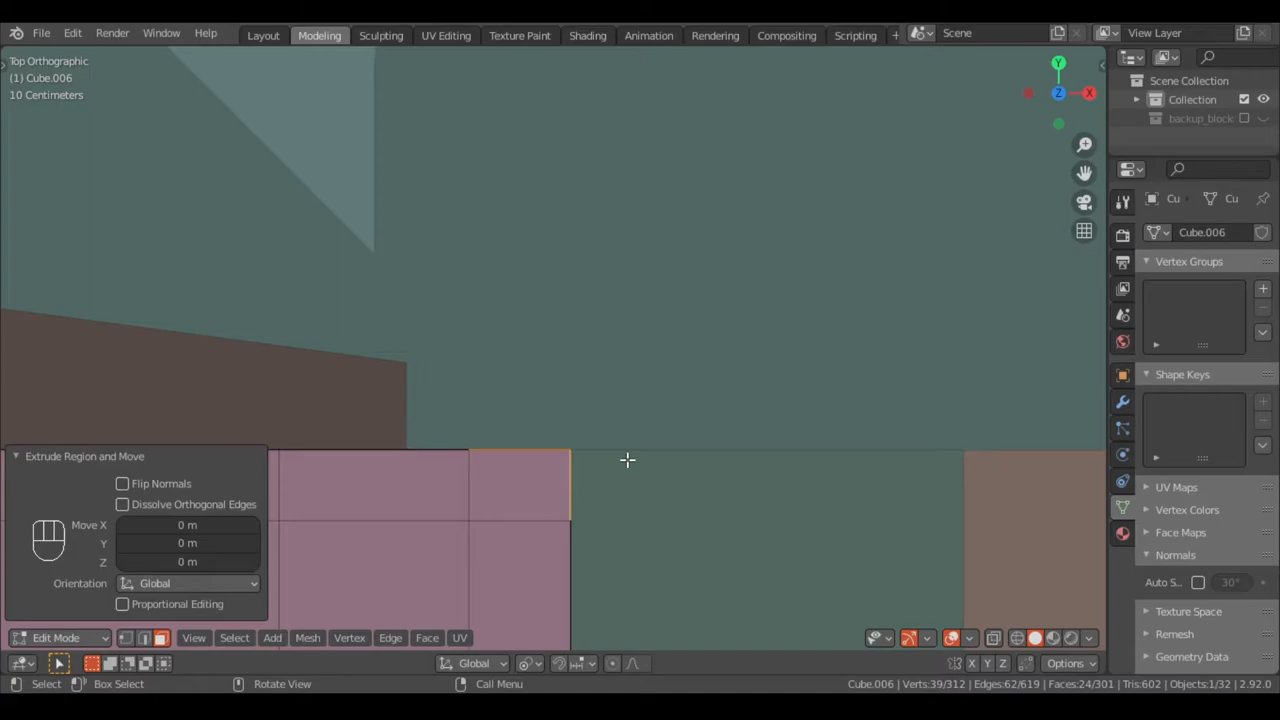 File Edit Render Window Help Layout Modeling Sculpting UV Editing Texture Paint Shading Animation Rendering Compositing Scripting + Scene View Layer
Top Orthographic
(1) Cube.006
10 Centimeters
Y
Z X
Scene Collection
Collection
backup_block
Cu Cu
Cube.006
Vertex Groups
Shape Keys
UV Maps
Vertex Colors
Face Maps
Normals
Auto S... 30°
Texture Space
Remesh
Geometry Data
Extrude Region and Move
Flip Normals
Dissolve Orthogonal Edges
Move X 0 m
Y 0 m
Z 0 m
Orientation Global
Proportional Editing
Edit Mode View Select Add Mesh Vertex Edge Face UV
Global X Y Z Options
Select Box Select Rotate View Call Menu Cube.006 | Verts:39/312 | Edges:62/619 | Faces:24/301 | Tris:602 | Objects:1/32 | 2.92.0